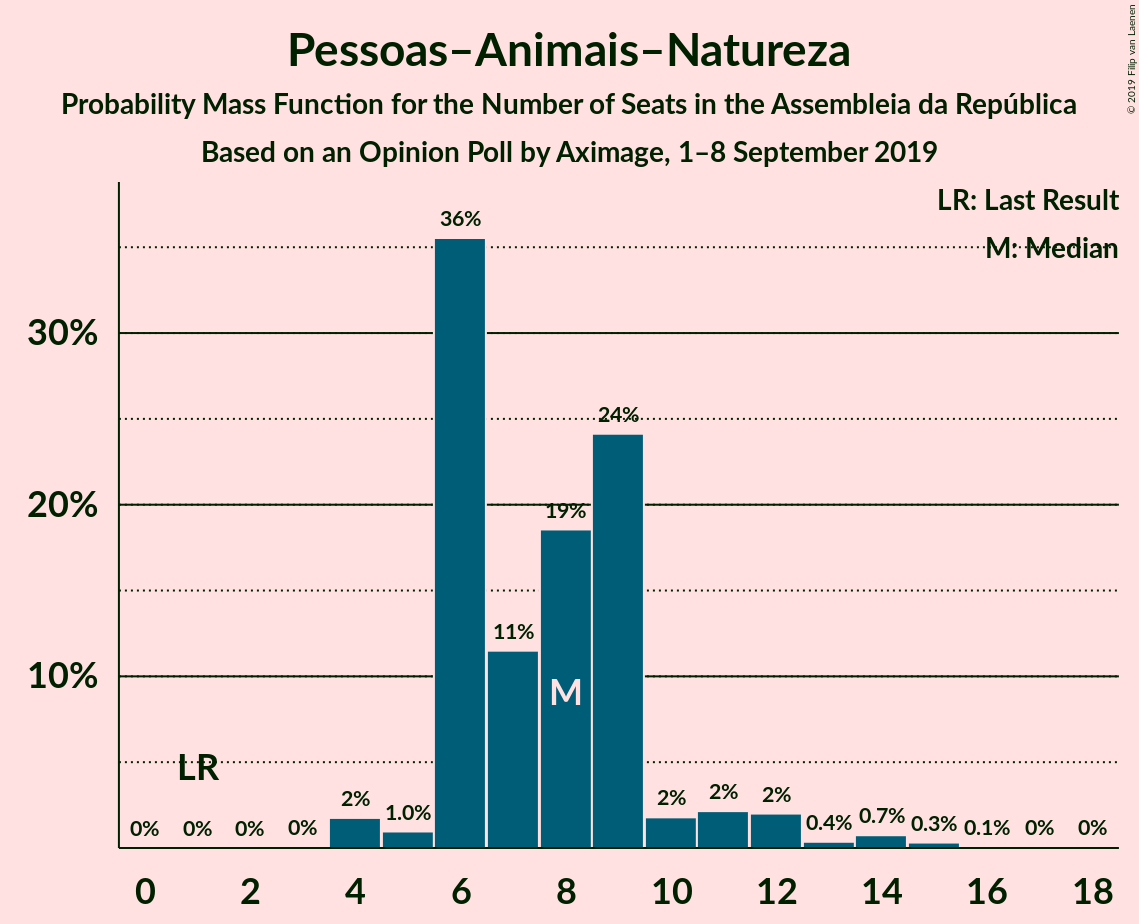 Pessoas–Animais–Natureza
Probability Mass Function for the Number of Seats in the Assembleia da República
Based on an Opinion Poll by Aximage, 1–8 September 2019
© 2019 Filip van Laenen
LR: Last Result
M: Median
36%
30%
24%
20%
19%
11%
10%
M
LR
0%
0%
0%
0%
2%
1.0%
2%
2%
2%
0.4%
0.7%
0.3%
0.1%
0%
0%
0 2 4 6 8 10 12 14 16 18